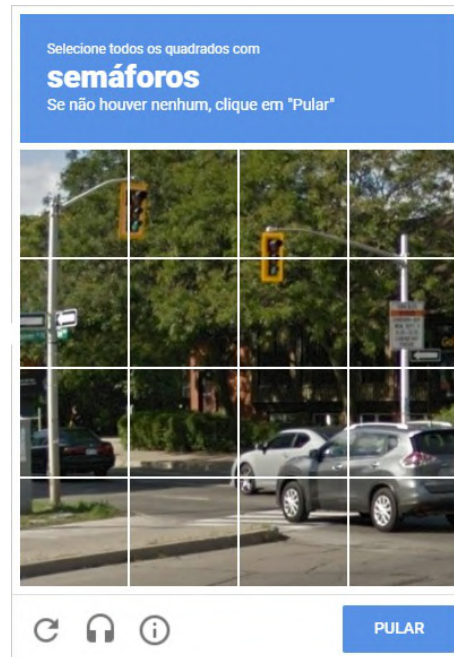 Selecione todos os quadrados com
semáforos
Se não houver nenhum, clique em "Pular"
PULAR